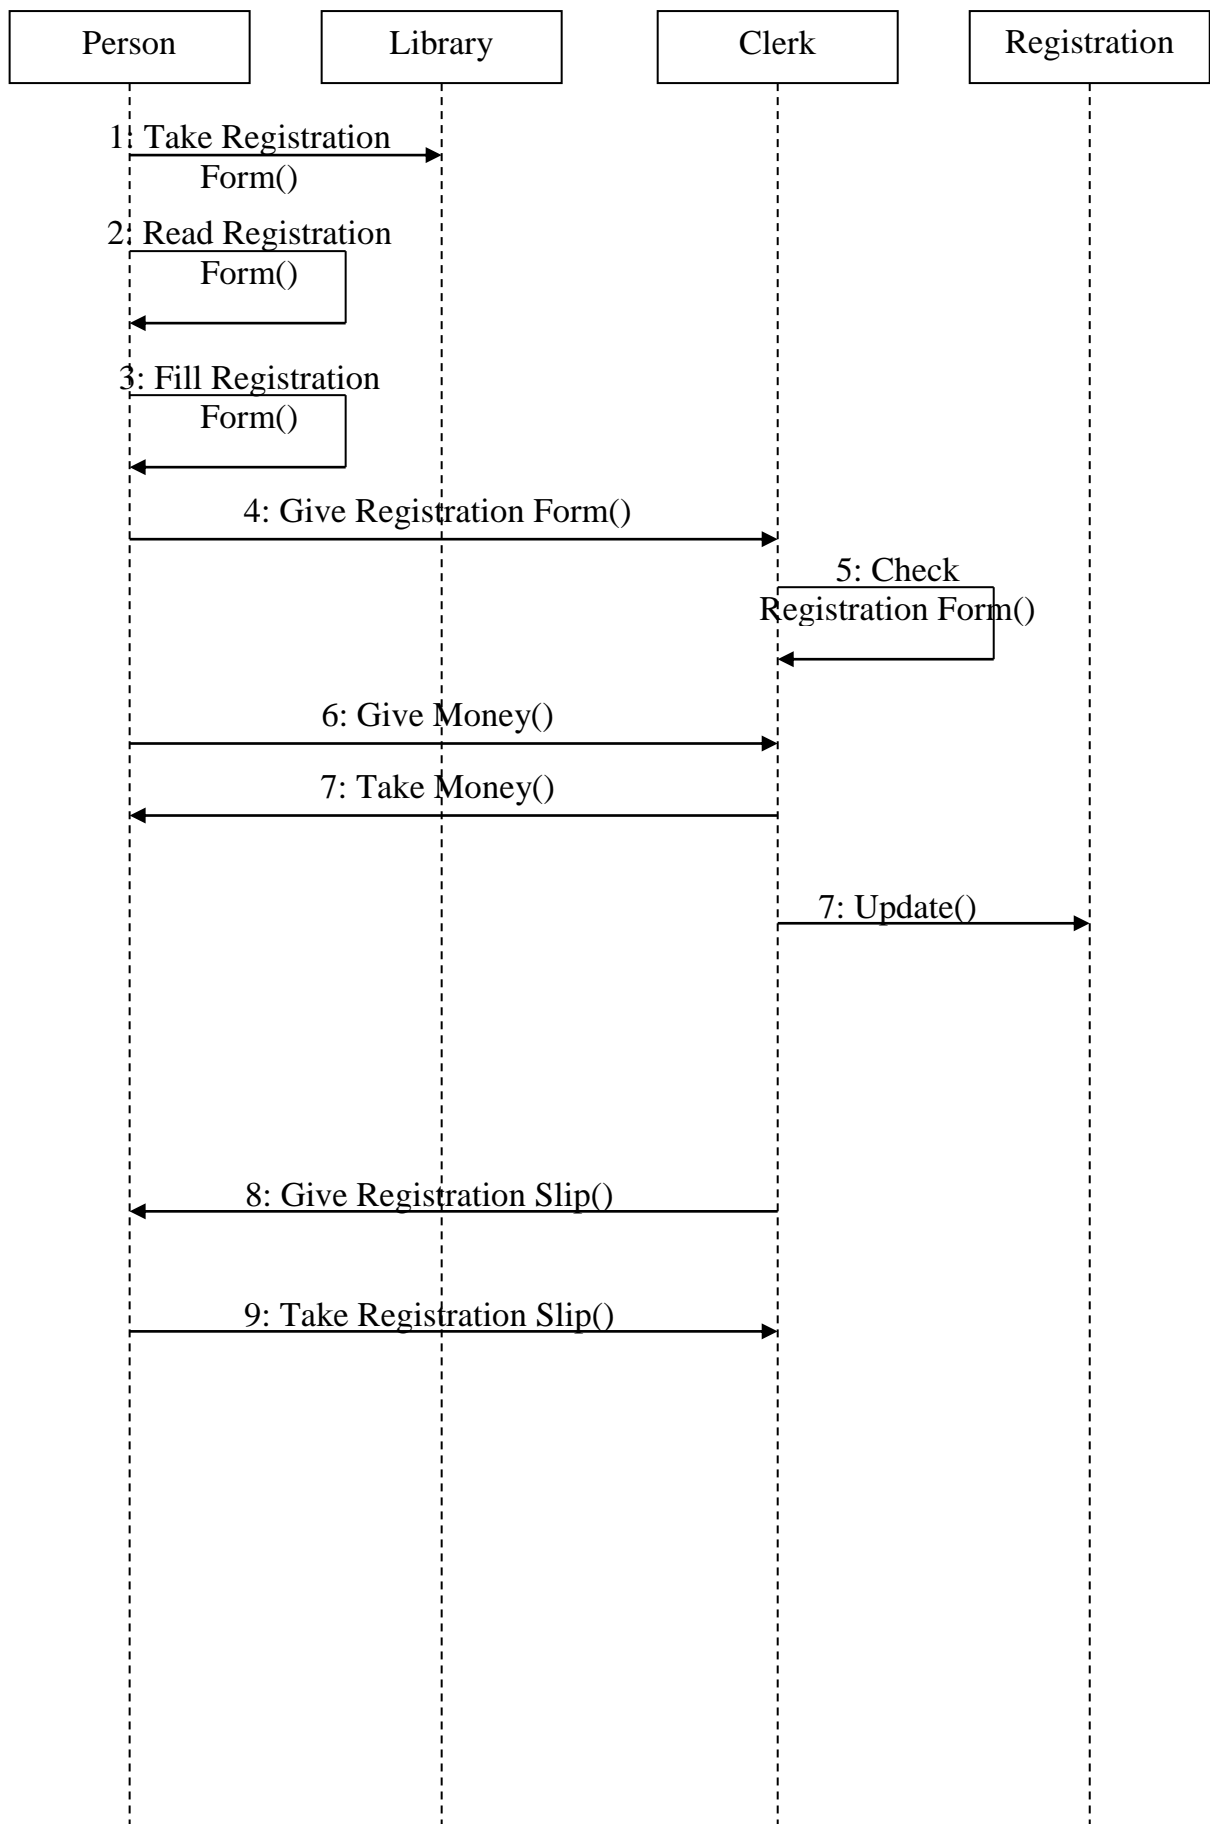 Person
Library
Clerk
Registration
1: Take Registration
Form()
2: Read Registration
Form()
3: Fill Registration
Form()
4: Give Registration Form()
5: Check
Registration Form()
6: Give Money()
7: Take Money()
7: Update()
8: Give Registration Slip()
9: Take Registration Slip()